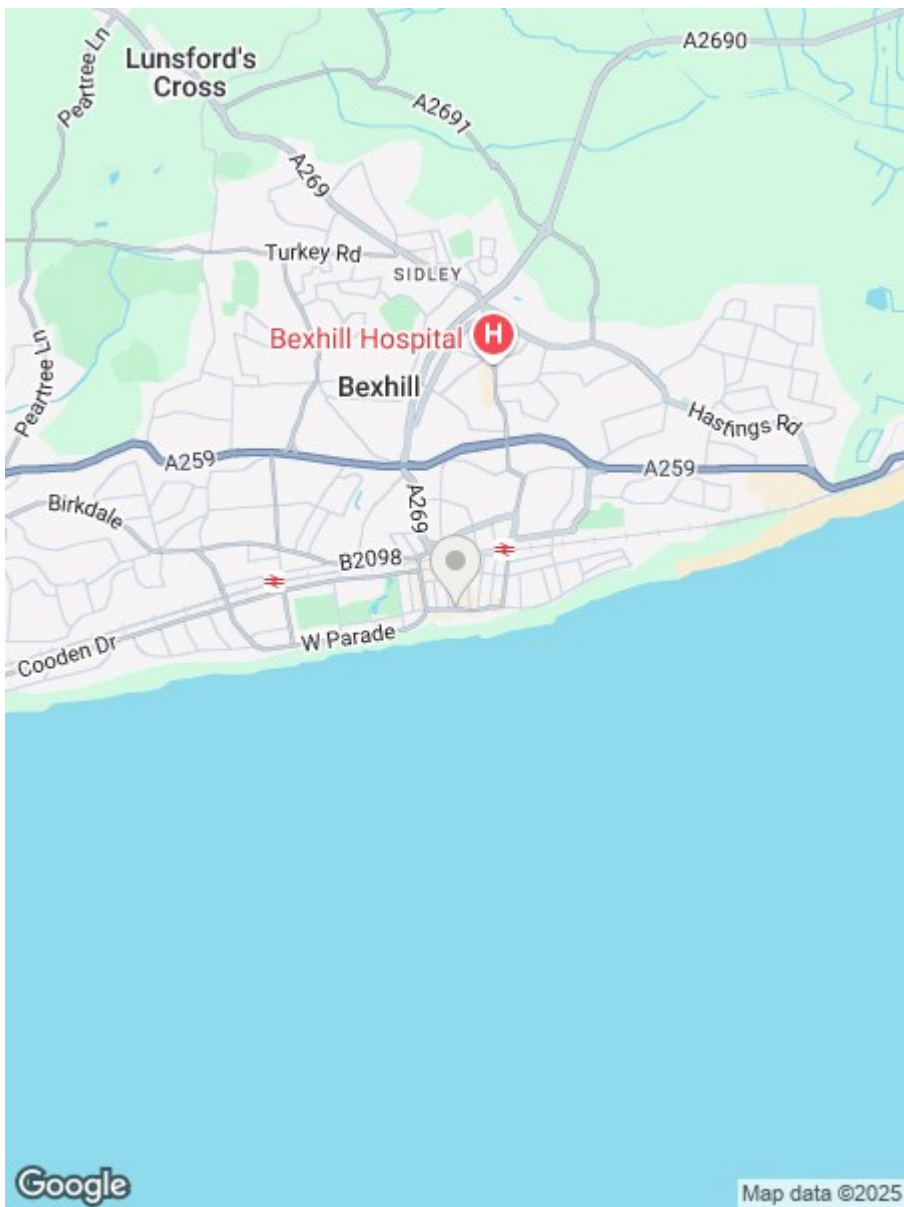 A2690
Lunsford's
Cross
Peartree Ln
A2691
A269
Turkey Rd
SIDLEY
Bexhill Hospital
H
Peartree Ln
Bexhill
Hastings Rd
A259
A259
Birkdale
A269
B2098
W Parade
Cooden Dr
Google
Map data ©2025